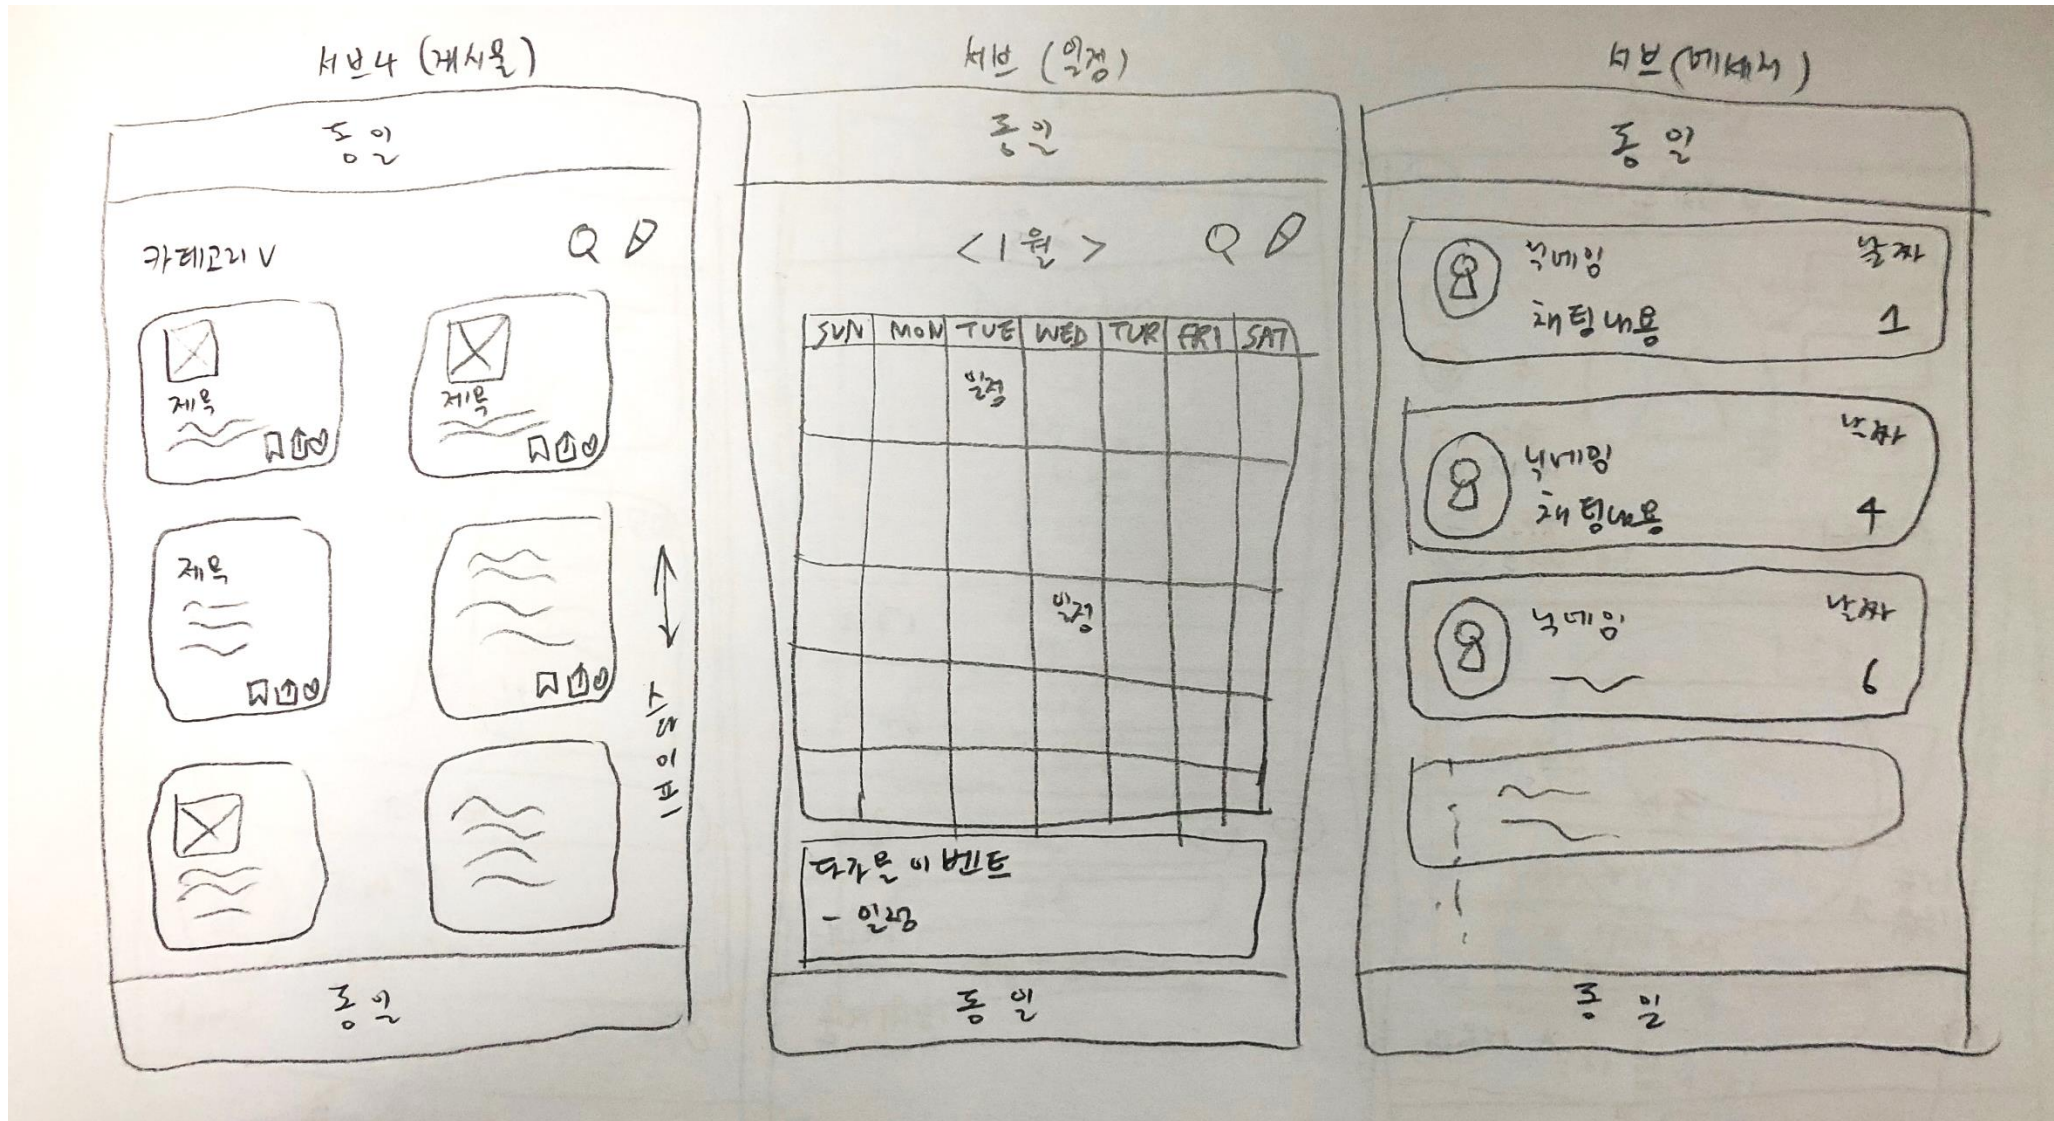 서브4 (게시물)
동일
카테고리 V
제목
제목
제목
스와이프
동일
서브 (일정)
동일
< 1월 >
SUN MON TUE WED TUR FRI SAT
일정
일정
다가올 이벤트
- 일정
동일
서브 (메세지)
동일
닉네임 날짜
채팅내용 1
닉네임 날짜
채팅내용 4
닉네임 날짜
6
동일